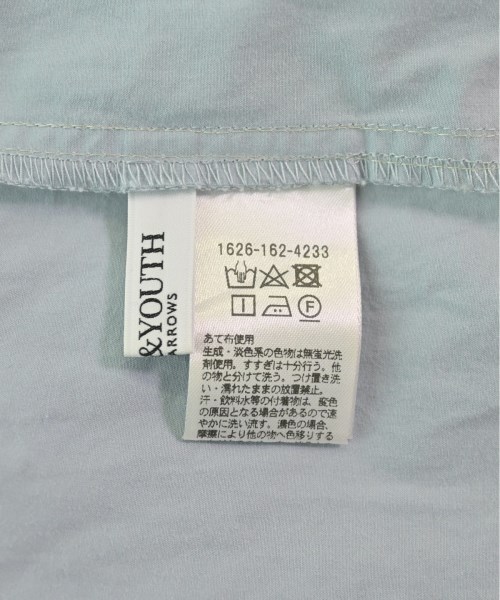 &YOUTH
ARROWS
1626-162-4233
F
あて布使用
生成・淡色系の色物は無蛍光洗
剤使用。すすぎは十分行う。他
の物と分けて洗う。つけ置き洗
い・濡れたままの放置禁止。
汗・飲料水等の付着物は、変色
の原因となる場合があるので速
やかに洗い流す。濃色の場合、
摩擦により他の物へ色移りする